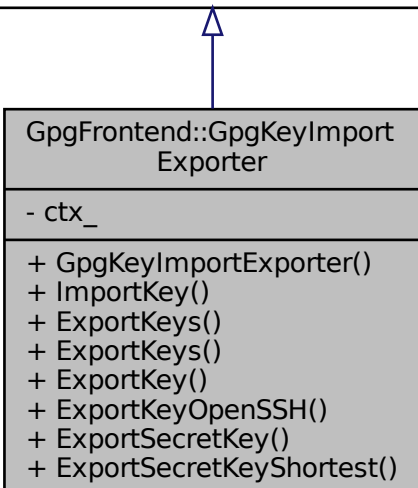 GpgFrontend::GpgKeyImport
Exporter
- ctx_
+ GpgKeyImportExporter()
+ ImportKey()
+ ExportKeys()
+ ExportKeys()
+ ExportKey()
+ ExportKeyOpenSSH()
+ ExportSecretKey()
+ ExportSecretKeyShortest()